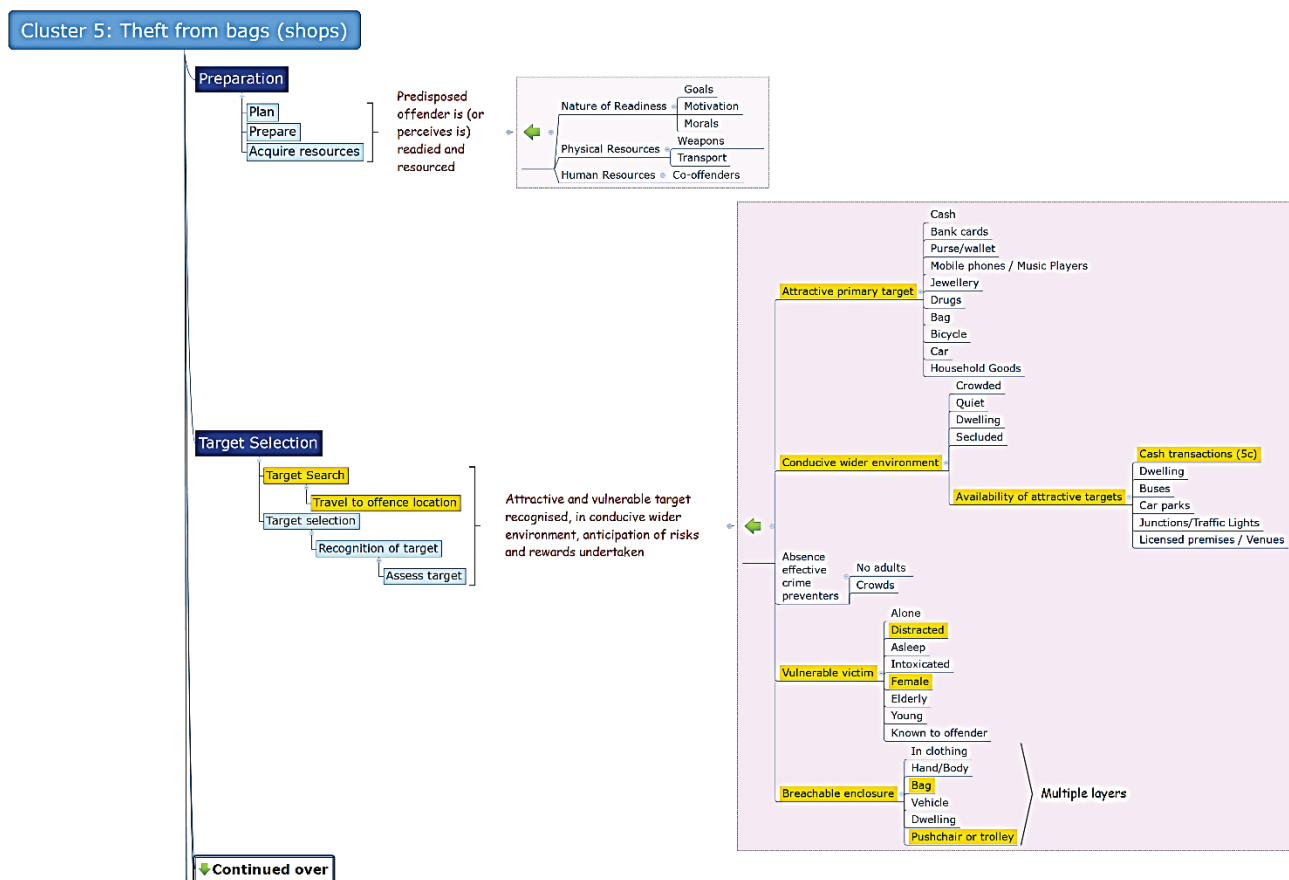 Cluster 5: Theft from bags (shops)
Preparation
Plan
Prepare
Acquire resources
Predisposed
offender is (or
perceives is)
readied and
resourced
Nature of Readiness
Goals
Motivation
Morals
Physical Resources
Weapons
Transport
Human Resources
Co-offenders
Target Selection
Target Search
Travel to offence location
Target selection
Recognition of target
Assess target
Attractive and vulnerable target
recognised, in conducive wider
environment, anticipation of risks
and rewards undertaken
Attractive primary target
Cash
Bank cards
Purse/wallet
Mobile phones / Music Players
Jewellery
Drugs
Bag
Bicycle
Car
Household Goods
Conducive wider environment
Crowded
Quiet
Dwelling
Secluded
Availability of attractive targets
Cash transactions (5c)
Dwelling
Buses
Car parks
Junctions/Traffic Lights
Licensed premises / Venues
Absence
effective
crime
preventers
No adults
Crowds
Vulnerable victim
Alone
Distracted
Asleep
Intoxicated
Female
Elderly
Young
Known to offender
Breachable enclosure
In clothing
Hand/Body
Bag
Vehicle
Dwelling
Pushchair or trolley
Multiple layers
Continued over